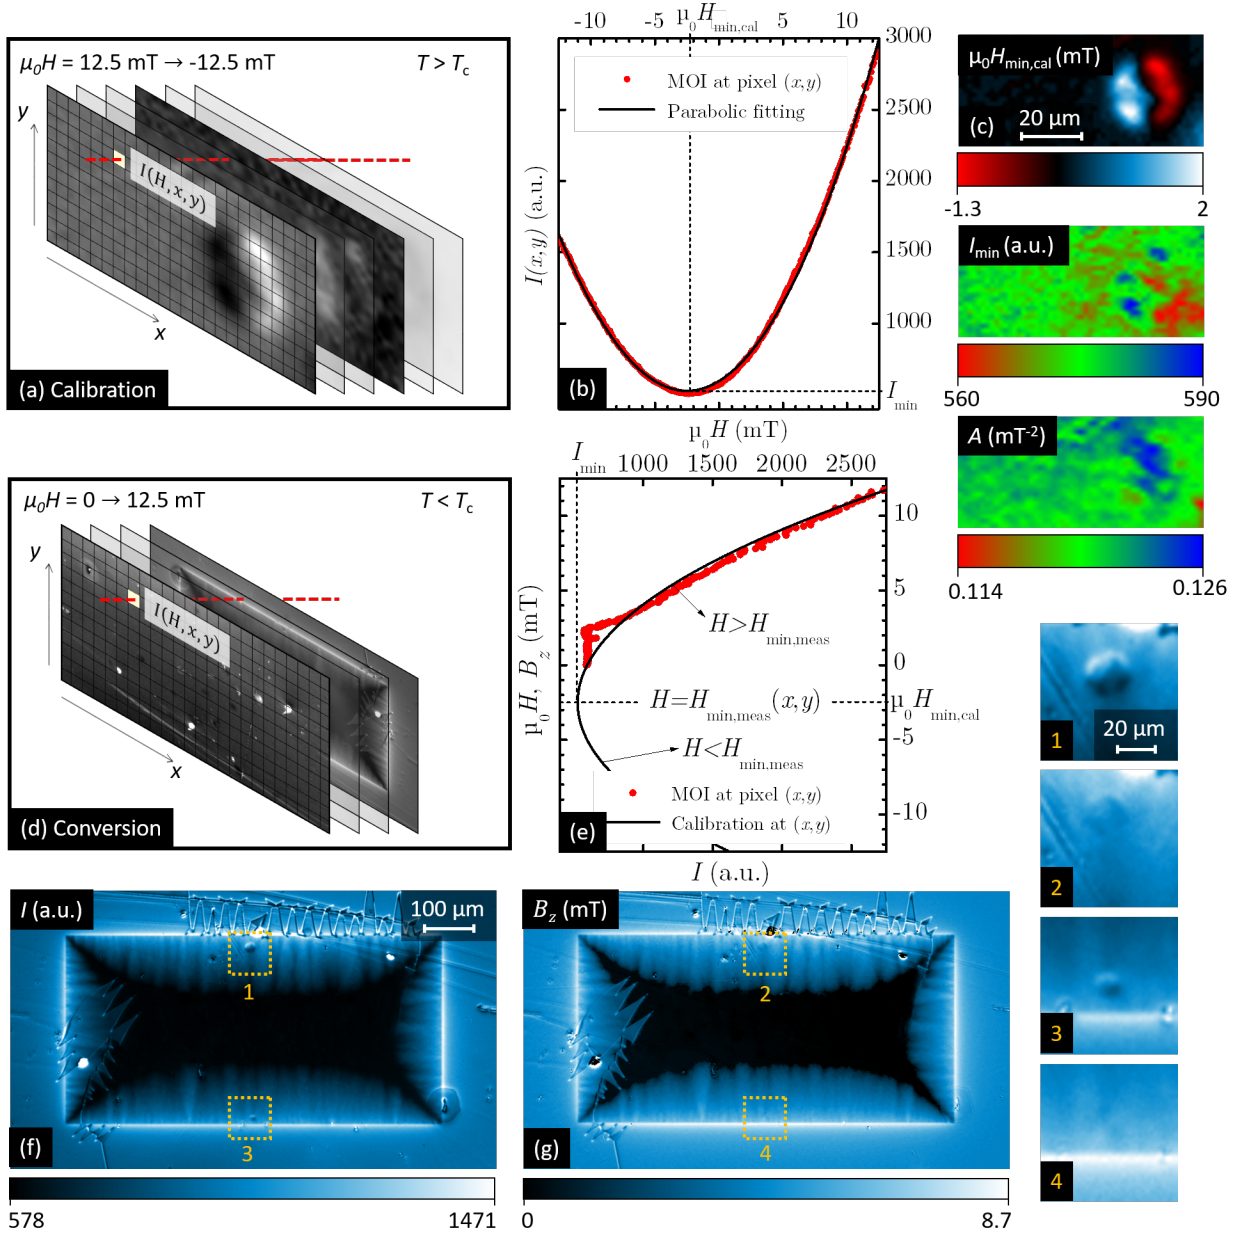 μ₀H = 12.5 mT → -12.5 mT
T > Tc
y
I(H,x,y)
x
(a) Calibration
-10 -5 μ₀Hmin,cal 5 10
MOI at pixel (x,y)
Parabolic fitting
I(x,y) (a.u.)
3000
2500
2000
1500
1000
Imin
(b)
-10 -5 0 5 10
μ₀H (mT)
μ₀Hmin,cal (mT)
(c)
20 μm
-1.3 2
Imin (a.u.)
560 590
A (mT-2)
0.114 0.126
μ₀H = 0 → 12.5 mT
T < Tc
y
I(H,x,y)
x
(d) Conversion
Imin 1000 1500 2000 2500
μ₀H, Bz (mT)
10
5
0
μ₀Hmin,cal
-5
-10
H>Hmin,meas
H=Hmin,meas(x,y)
H<Hmin,meas
MOI at pixel (x,y)
Calibration at (x,y)
(e)
I (a.u.)
1
20 μm
2
3
4
I (a.u.)
100 μm
1
3
(f)
578 1471
Bz (mT)
2
4
(g)
0 8.7